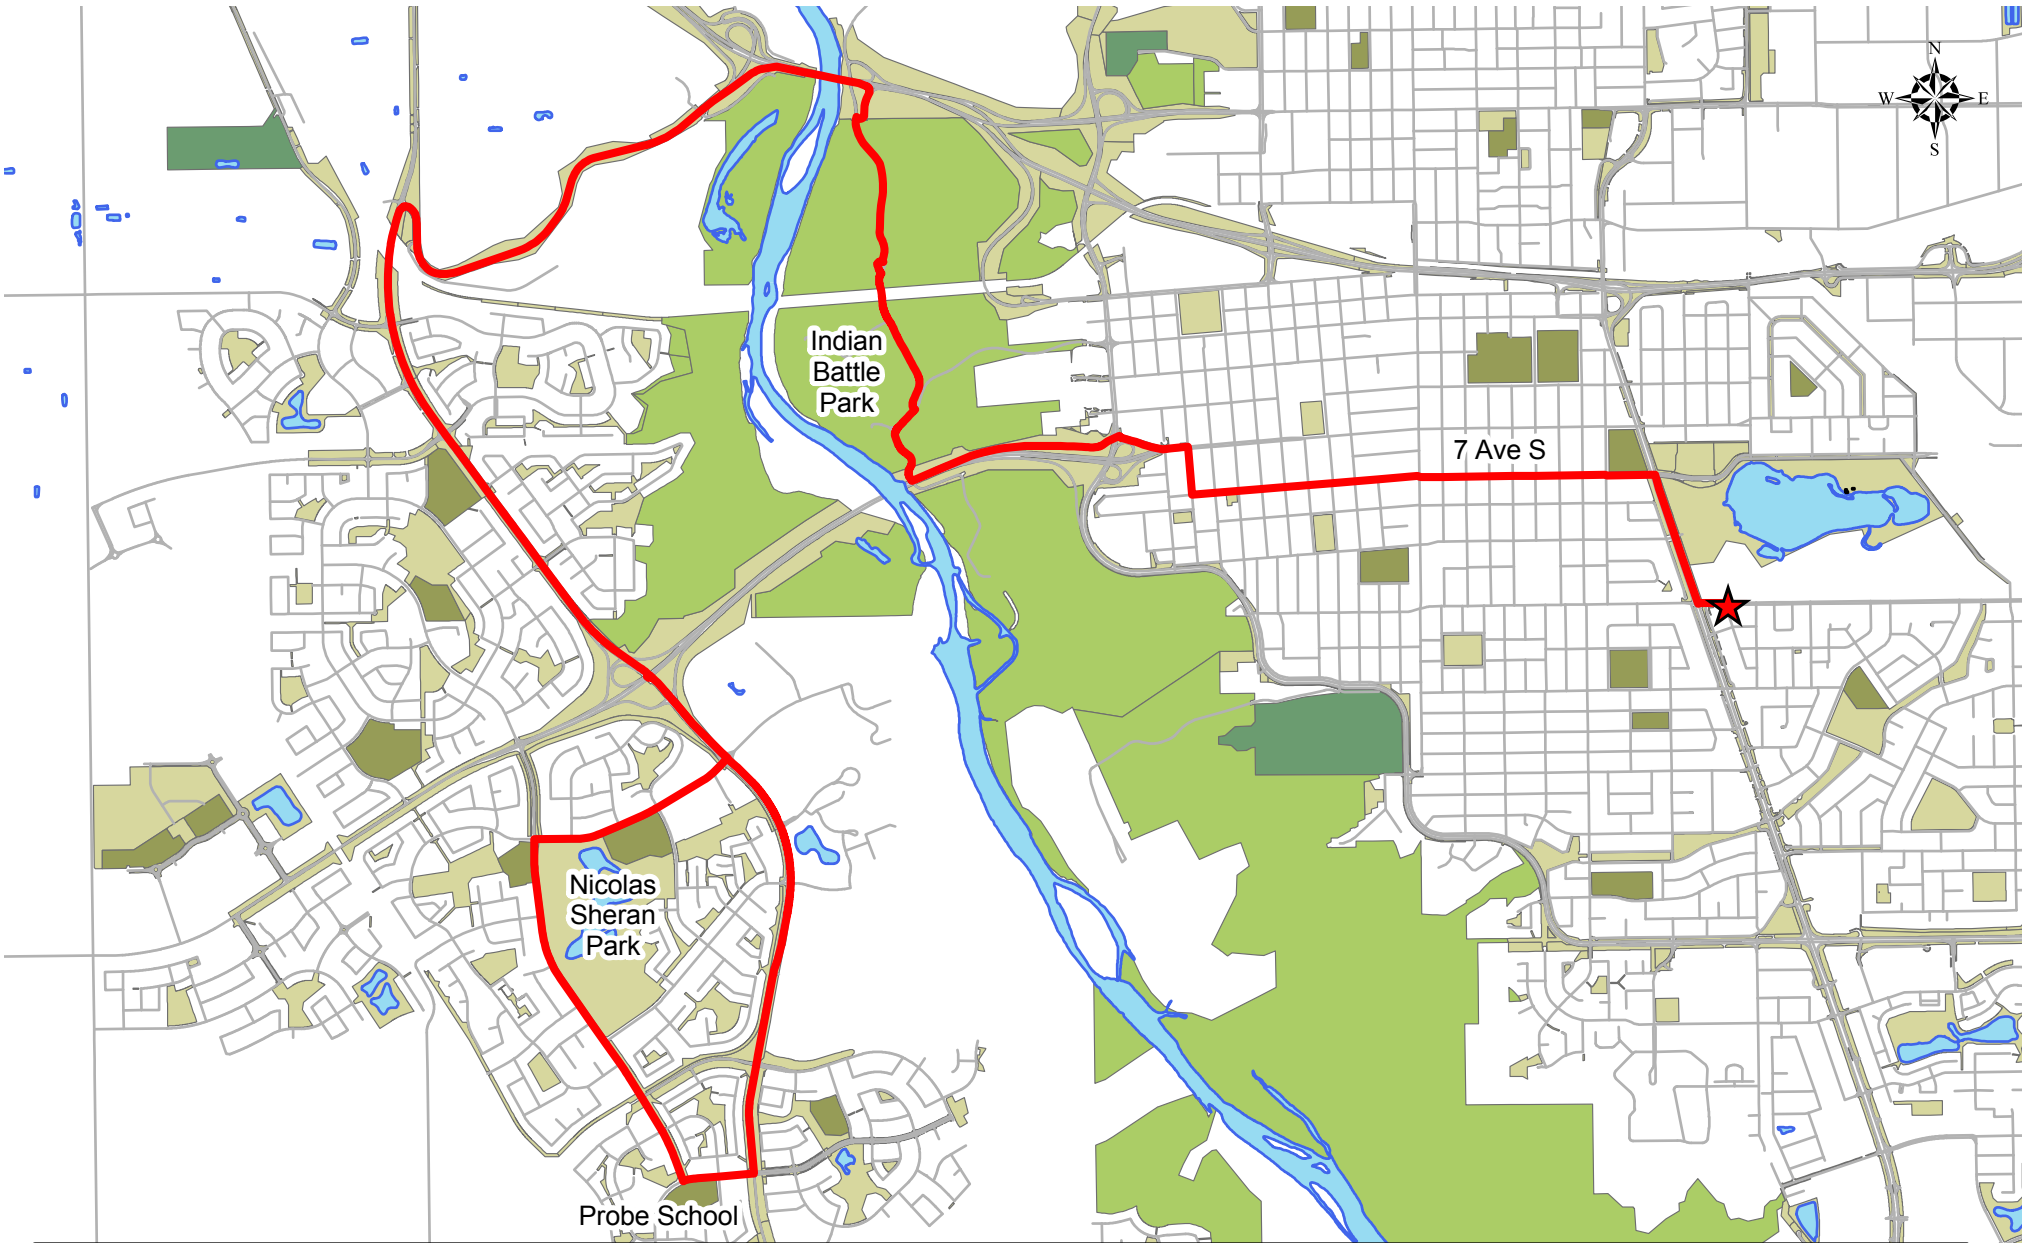 N
W
E
S
Indian
Battle
Park
7 Ave S
Nicolas
Sheran
Park
Probe School